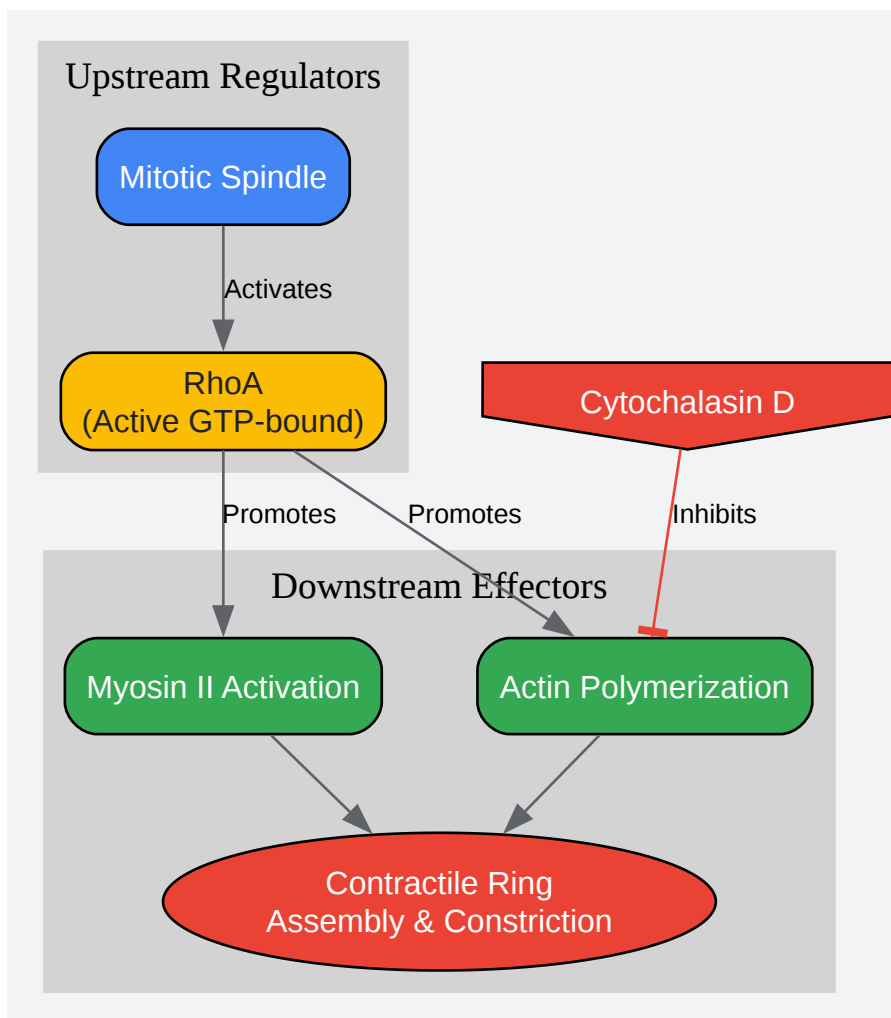 Upstream Regulators
Mitotic Spindle
Activates
RhoA
(Active GTP-bound)
Cytochalasin D
Promotes
Promotes
Inhibits
Downstream Effectors
Myosin II Activation
Actin Polymerization
Contractile Ring
Assembly & Constriction